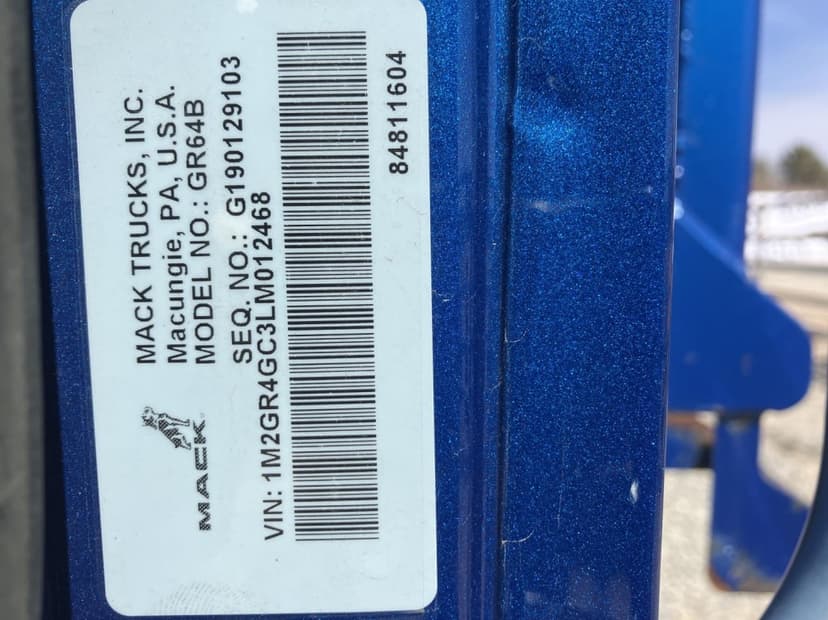 MACK TRUCKS, INC.
Macungie, PA, U.S.A.
MODEL NO.: GR64B
MACK
SEQ. NO.: G190129103
VIN: 1M2GR4GC3LM012468
84811604